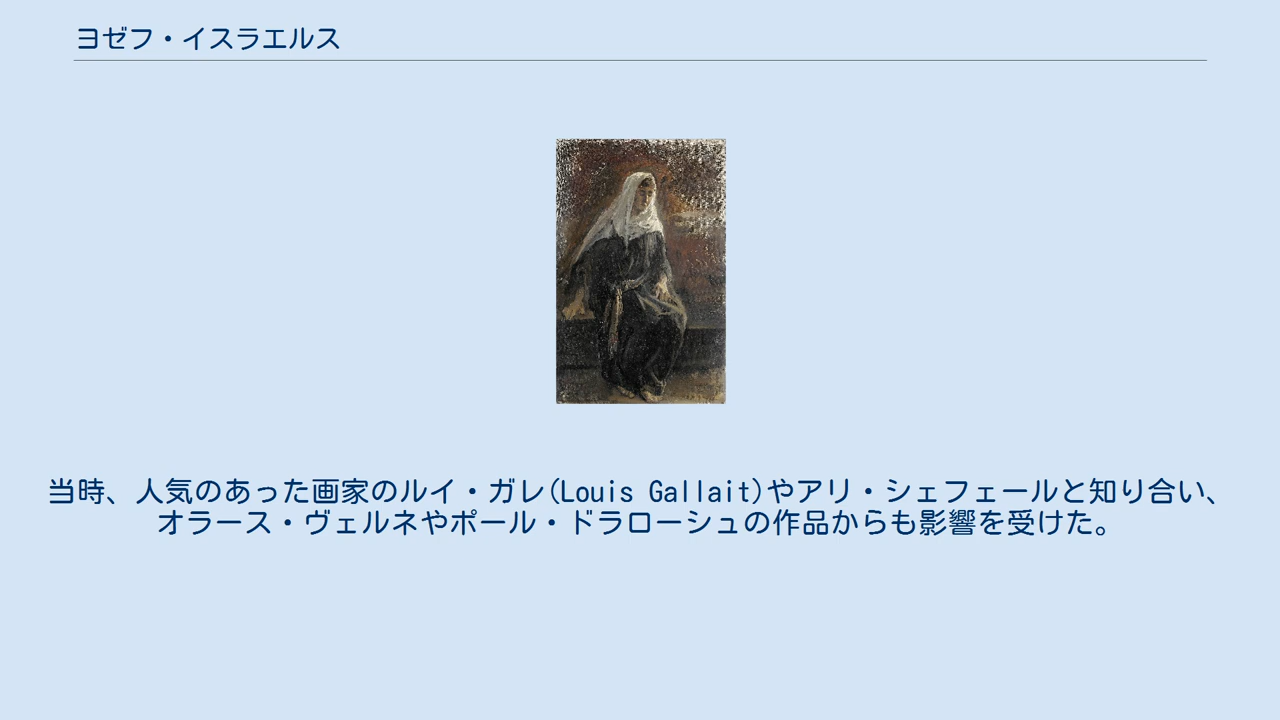 ヨゼフ・イスラエルス
当時、人気のあった画家のルイ・ガレ(Louis Gallait)やアリ・シェフェールと知り合い、
オラース・ヴェルネやポール・ドラローシュの作品からも影響を受けた。